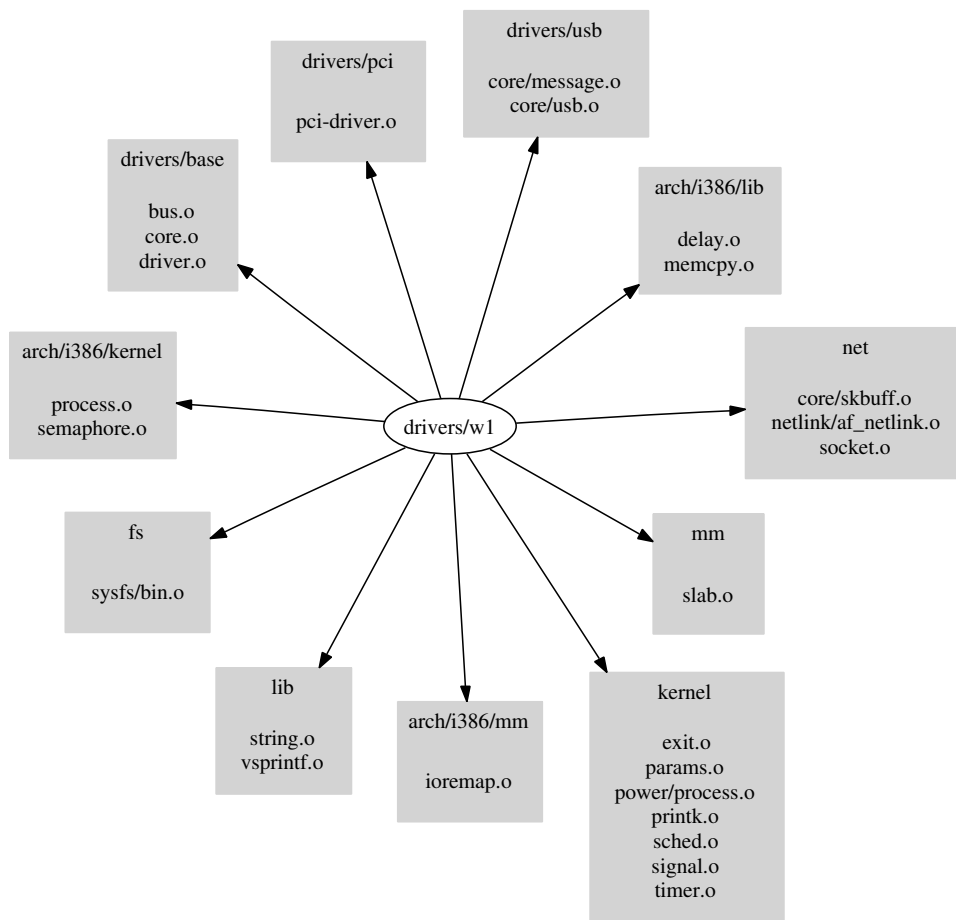 drivers/usb
core/message.o
core/usb.o
drivers/pci
pci-driver.o
drivers/base
bus.o
core.o
driver.o
arch/i386/lib
delay.o
memcpy.o
arch/i386/kernel
process.o
semaphore.o
net
core/skbuff.o
netlink/af_netlink.o
socket.o
drivers/w1
fs
sysfs/bin.o
mm
slab.o
lib
string.o
vsprintf.o
arch/i386/mm
ioremap.o
kernel
exit.o
params.o
power/process.o
printk.o
sched.o
signal.o
timer.o